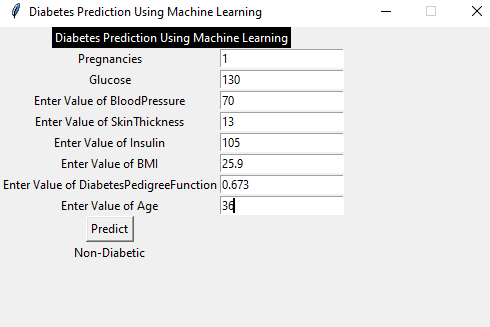 Diabetes Prediction Using Machine Learning
Diabetes Prediction Using Machine Learning
Pregnancies 1
Glucose 130
Enter Value of BloodPressure 70
Enter Value of SkinThickness 13
Enter Value of Insulin 105
Enter Value of BMI 25.9
Enter Value of DiabetesPedigreeFunction 0.673
Enter Value of Age 36
Predict
Non-Diabetic